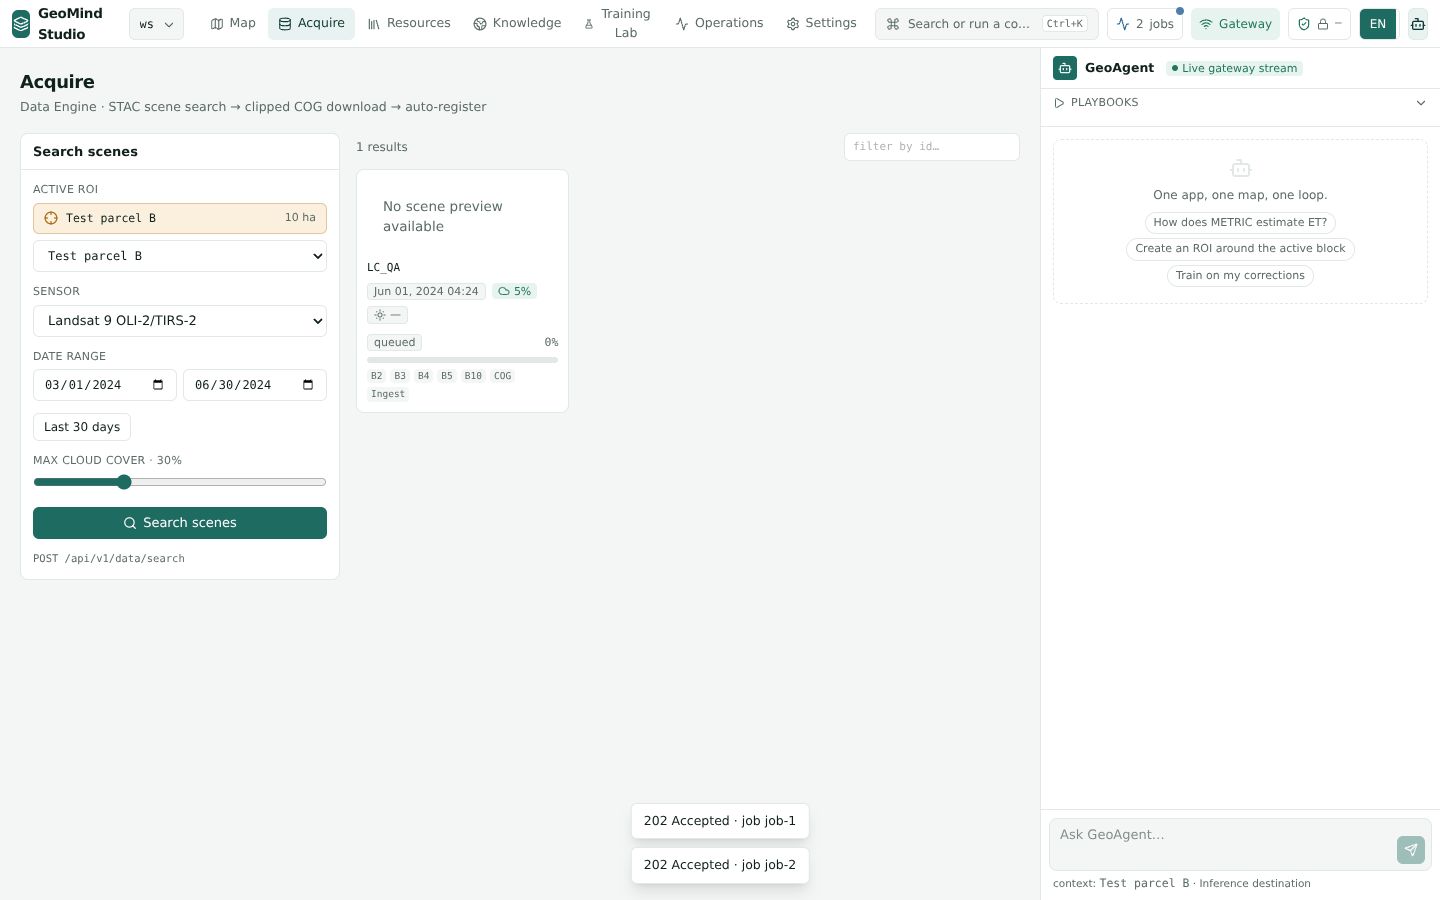 GeoMind
Studio
ws
Map
Acquire
Resources
Knowledge
Training
Lab
Operations
Settings
Search or run a co…
Ctrl+K
2 jobs
Gateway
—
EN
Acquire
Data Engine · STAC scene search → clipped COG download → auto-register
Search scenes
ACTIVE ROI
Test parcel B 10 ha
Test parcel B
SENSOR
Landsat 9 OLI-2/TIRS-2
DATE RANGE
03/01/2024 06/30/2024
Last 30 days
MAX CLOUD COVER · 30%
Search scenes
POST /api/v1/data/search
1 results
filter by id…
No scene preview
available
LC_QA
Jun 01, 2024 04:24 5%
—
queued 0%
B2 B3 B4 B5 B10 COG
Ingest
202 Accepted · job job-1
202 Accepted · job job-2
GeoAgent
Live gateway stream
PLAYBOOKS
One app, one map, one loop.
How does METRIC estimate ET?
Create an ROI around the active block
Train on my corrections
Ask GeoAgent…
context: Test parcel B · Inference destination